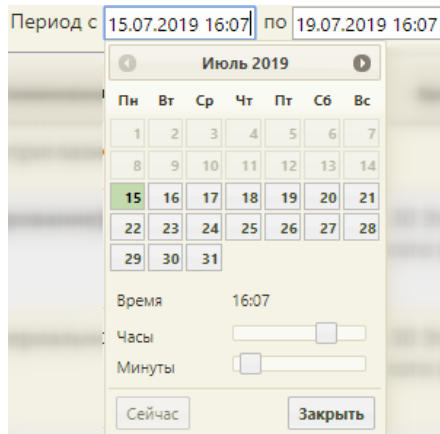 Период с 15.07.2019 16:07 по 19.07.2019 16:07
Июль 2019
Пн Вт Ср Чт Пт Сб Вс
1 2 3 4 5 6 7
8 9 10 11 12 13 14
15 16 17 18 19 20 21
22 23 24 25 26 27 28
29 30 31
Время 16:07
Часы
Минуты
Сейчас Закрыть